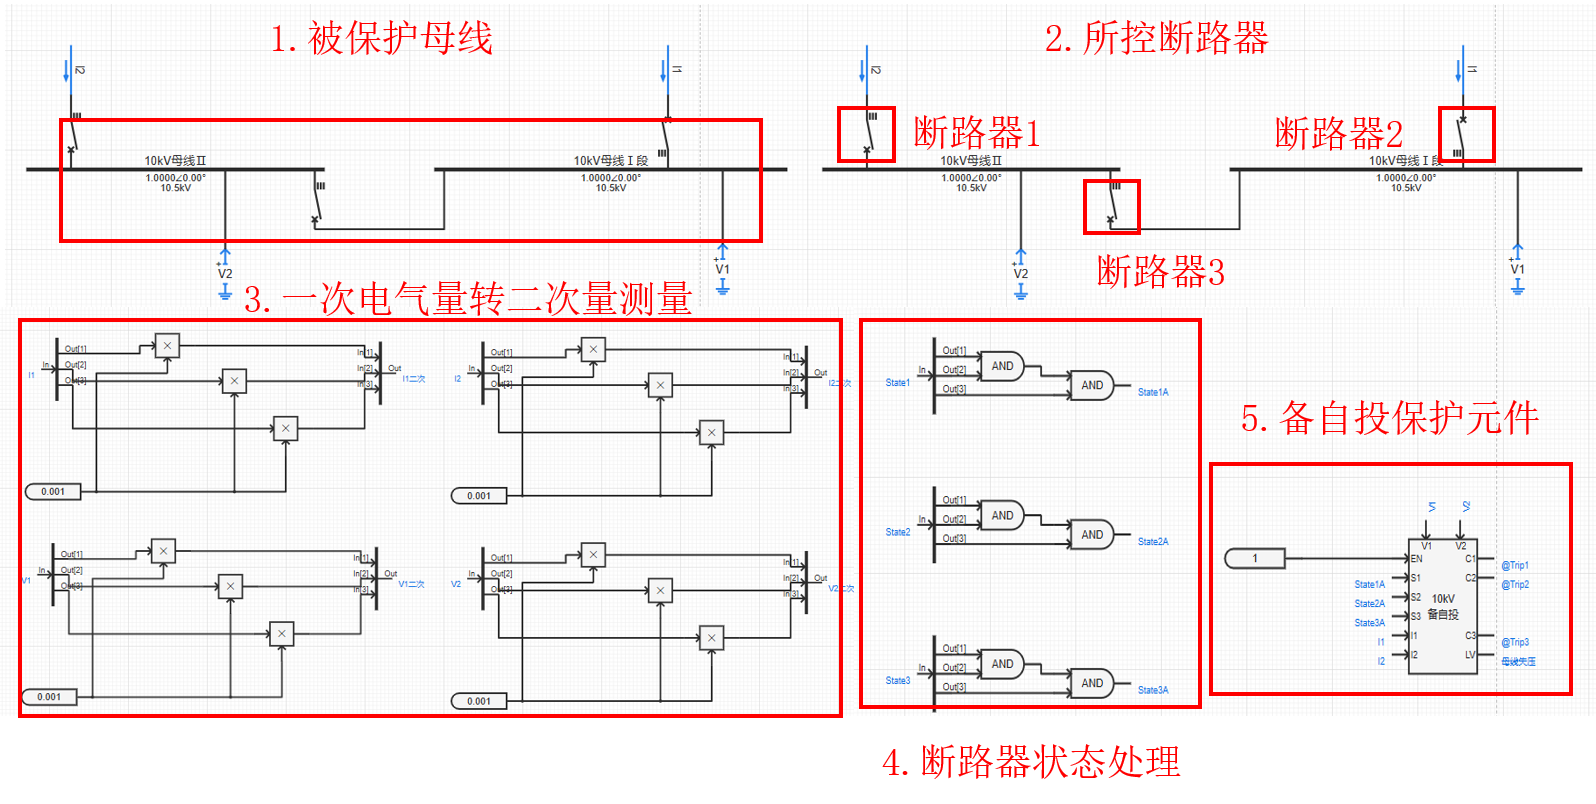 1.被保护母线
2.所控断路器
I2
I1
I2
I1
断路器1
断路器2
10kV母线Ⅱ
1.0000∠0.00°
10.5kV
10kV母线Ⅰ段
1.0000∠0.00°
10.5kV
10kV母线Ⅱ
1.0000∠0.00°
10.5kV
10kV母线Ⅰ段
1.0000∠0.00°
10.5kV
断路器3
+
V2
+
V1
+
V2
+
V1
3.一次电气量转二次量测量
I1
In
Out[1]
Out[2]
Out[3]
×
×
×
In[1]
In[2]
In[3]
Out
I1二次
0.001
I2
In
Out[1]
Out[2]
Out[3]
×
×
×
In[1]
In[2]
In[3]
Out
I2二次
0.001
V1
In
Out[1]
Out[2]
Out[3]
×
×
×
In[1]
In[2]
In[3]
Out
V1二次
0.001
V2
In
Out[1]
Out[2]
Out[3]
×
×
×
In[1]
In[2]
In[3]
Out
V2二次
0.001
State1
In
Out[1]
Out[2]
Out[3]
AND
AND
State1A
State2
In
Out[1]
Out[2]
Out[3]
AND
AND
State2A
State3
In
Out[1]
Out[2]
Out[3]
AND
AND
State3A
4.断路器状态处理
5.备自投保护元件
V1
V2
V1
V2
1
EN
S1
S2
S3
I1
I2
State1A
State2A
State3A
I1
I2
10kV
备自投
C1
C2
C3
LV
@Trip1
@Trip2
@Trip3
母线失压